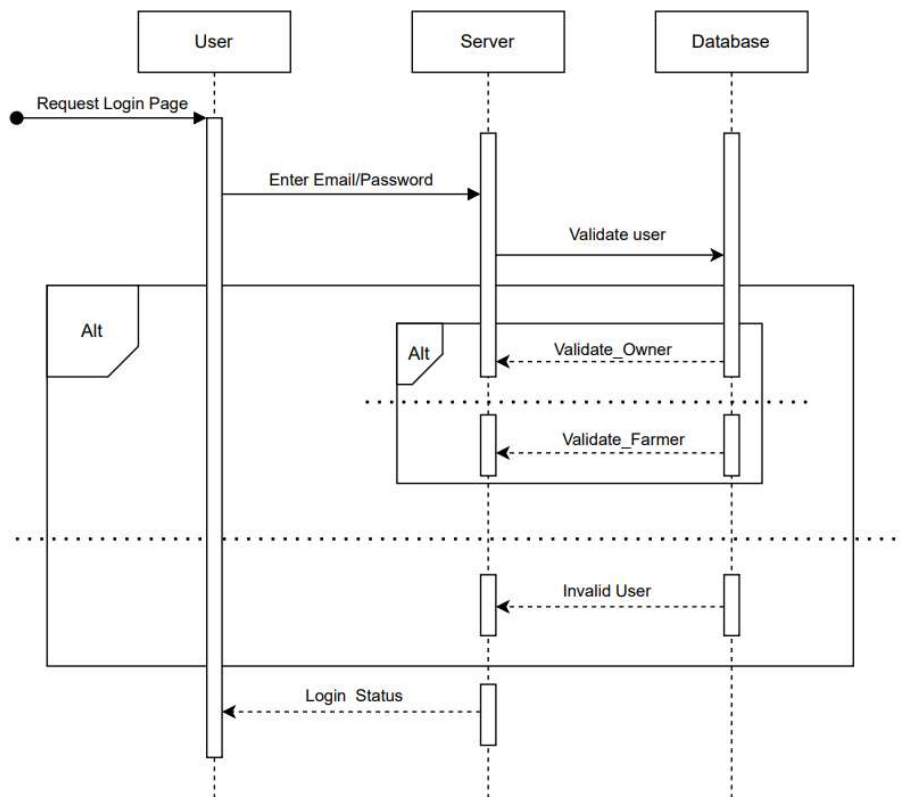 User
Server
Database
Request Login Page
Enter Email/Password
Validate user
Alt
Alt
Validate_Owner
Validate_Farmer
Invalid User
Login Status